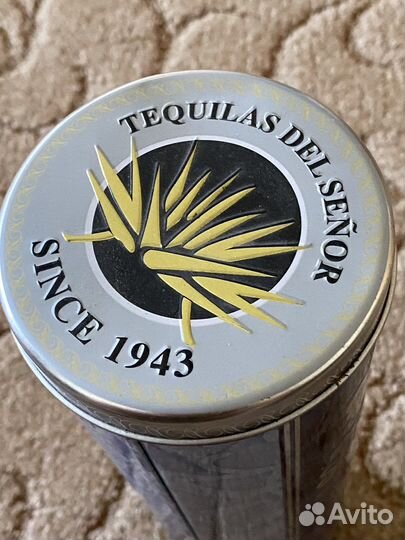 TEQUILAS DEL SEÑOR
SINCE 1943
Avito